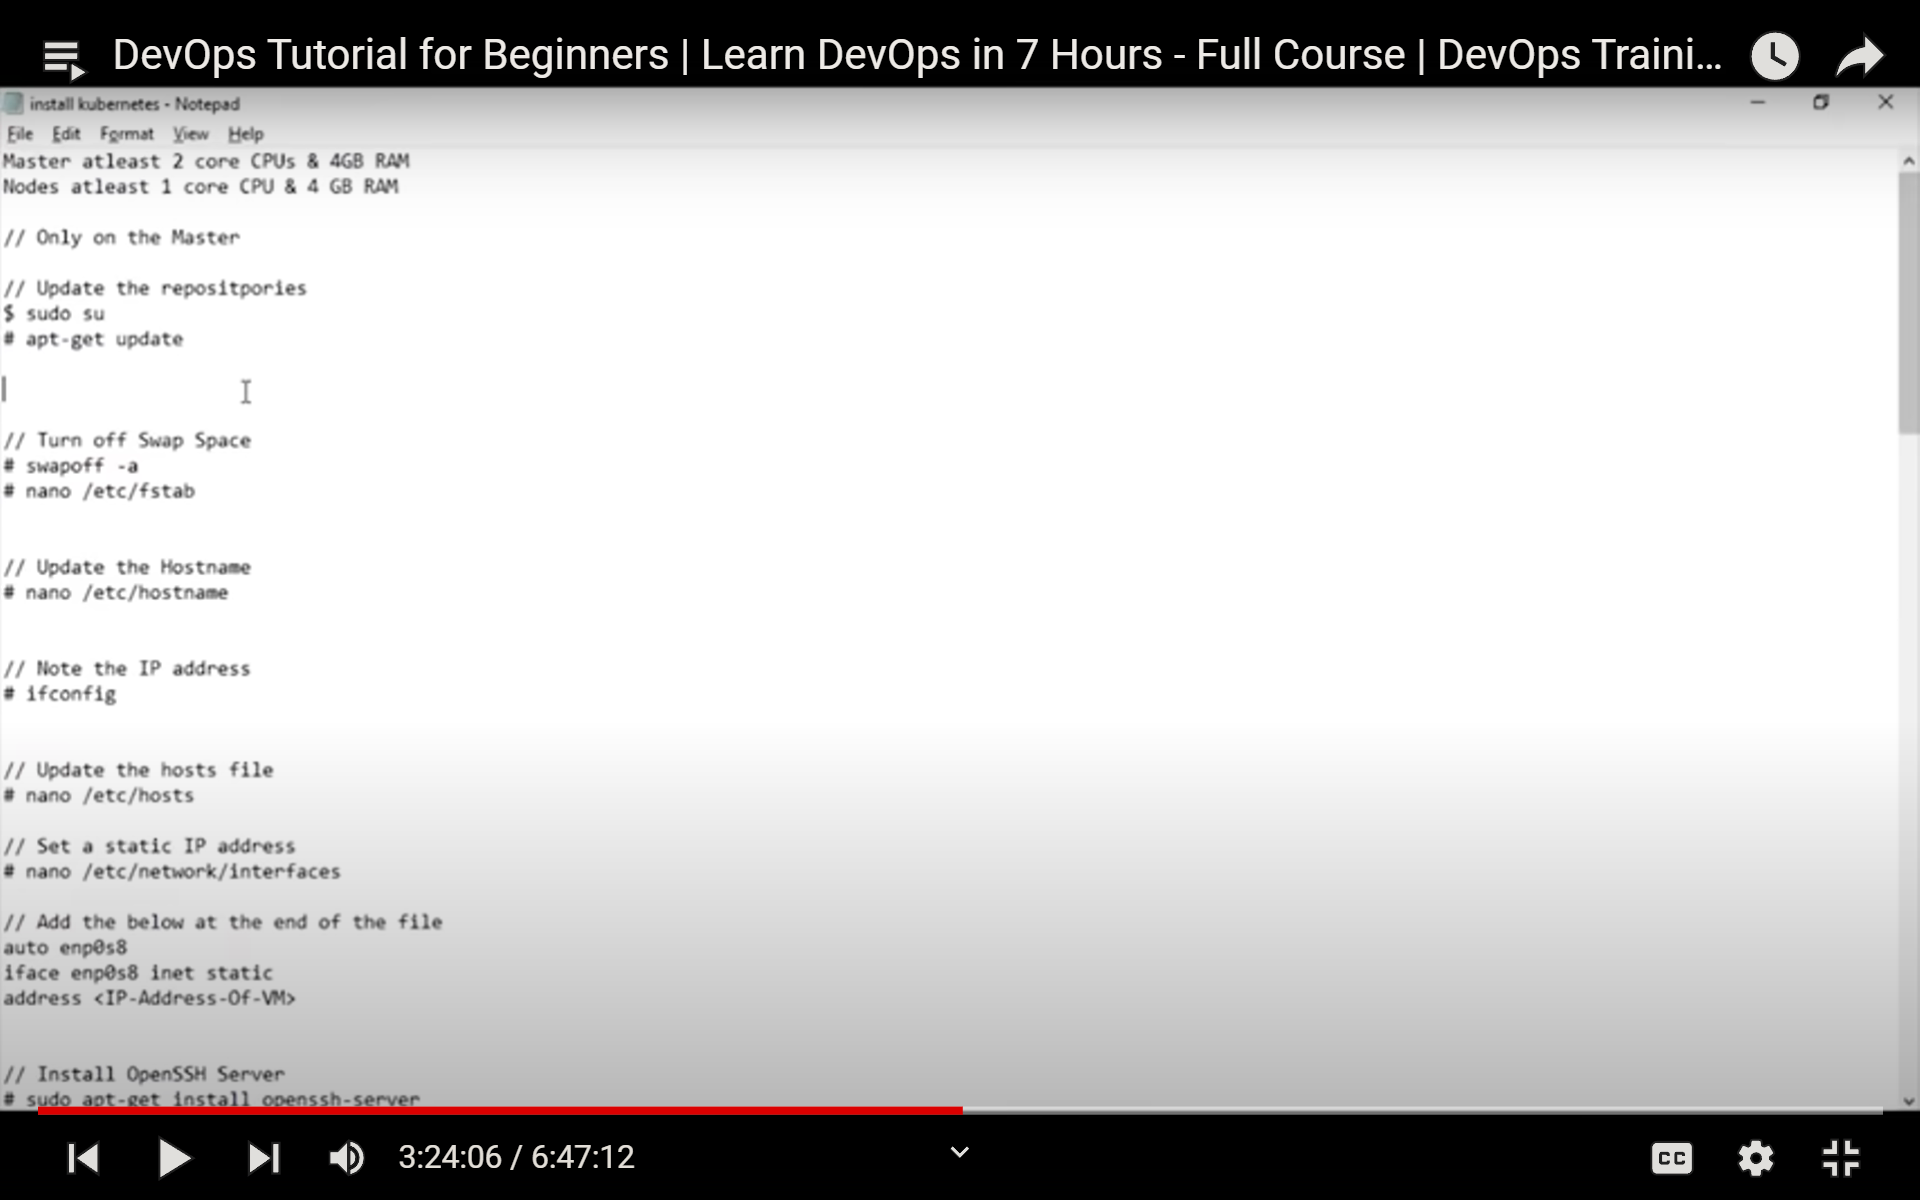 DevOps Tutorial for Beginners | Learn DevOps in 7 Hours - Full Course | DevOps Traini...
install kubernetes - Notepad
File Edit Format View Help
Master atleast 2 core CPUs & 4GB RAM
Nodes atleast 1 core CPU & 4 GB RAM
// Only on the Master
// Update the repositpories
$ sudo su
# apt-get update
// Turn off Swap Space
# swapoff -a
# nano /etc/fstab
// Update the Hostname
# nano /etc/hostname
// Note the IP address
# ifconfig
// Update the hosts file
# nano /etc/hosts
// Set a static IP address
# nano /etc/network/interfaces
// Add the below at the end of the file
auto enp0s8
iface enp0s8 inet static
address <IP-Address-Of-VM>
// Install OpenSSH Server
# sudo apt-get install openssh-server
3:24:06 / 6:47:12
CC